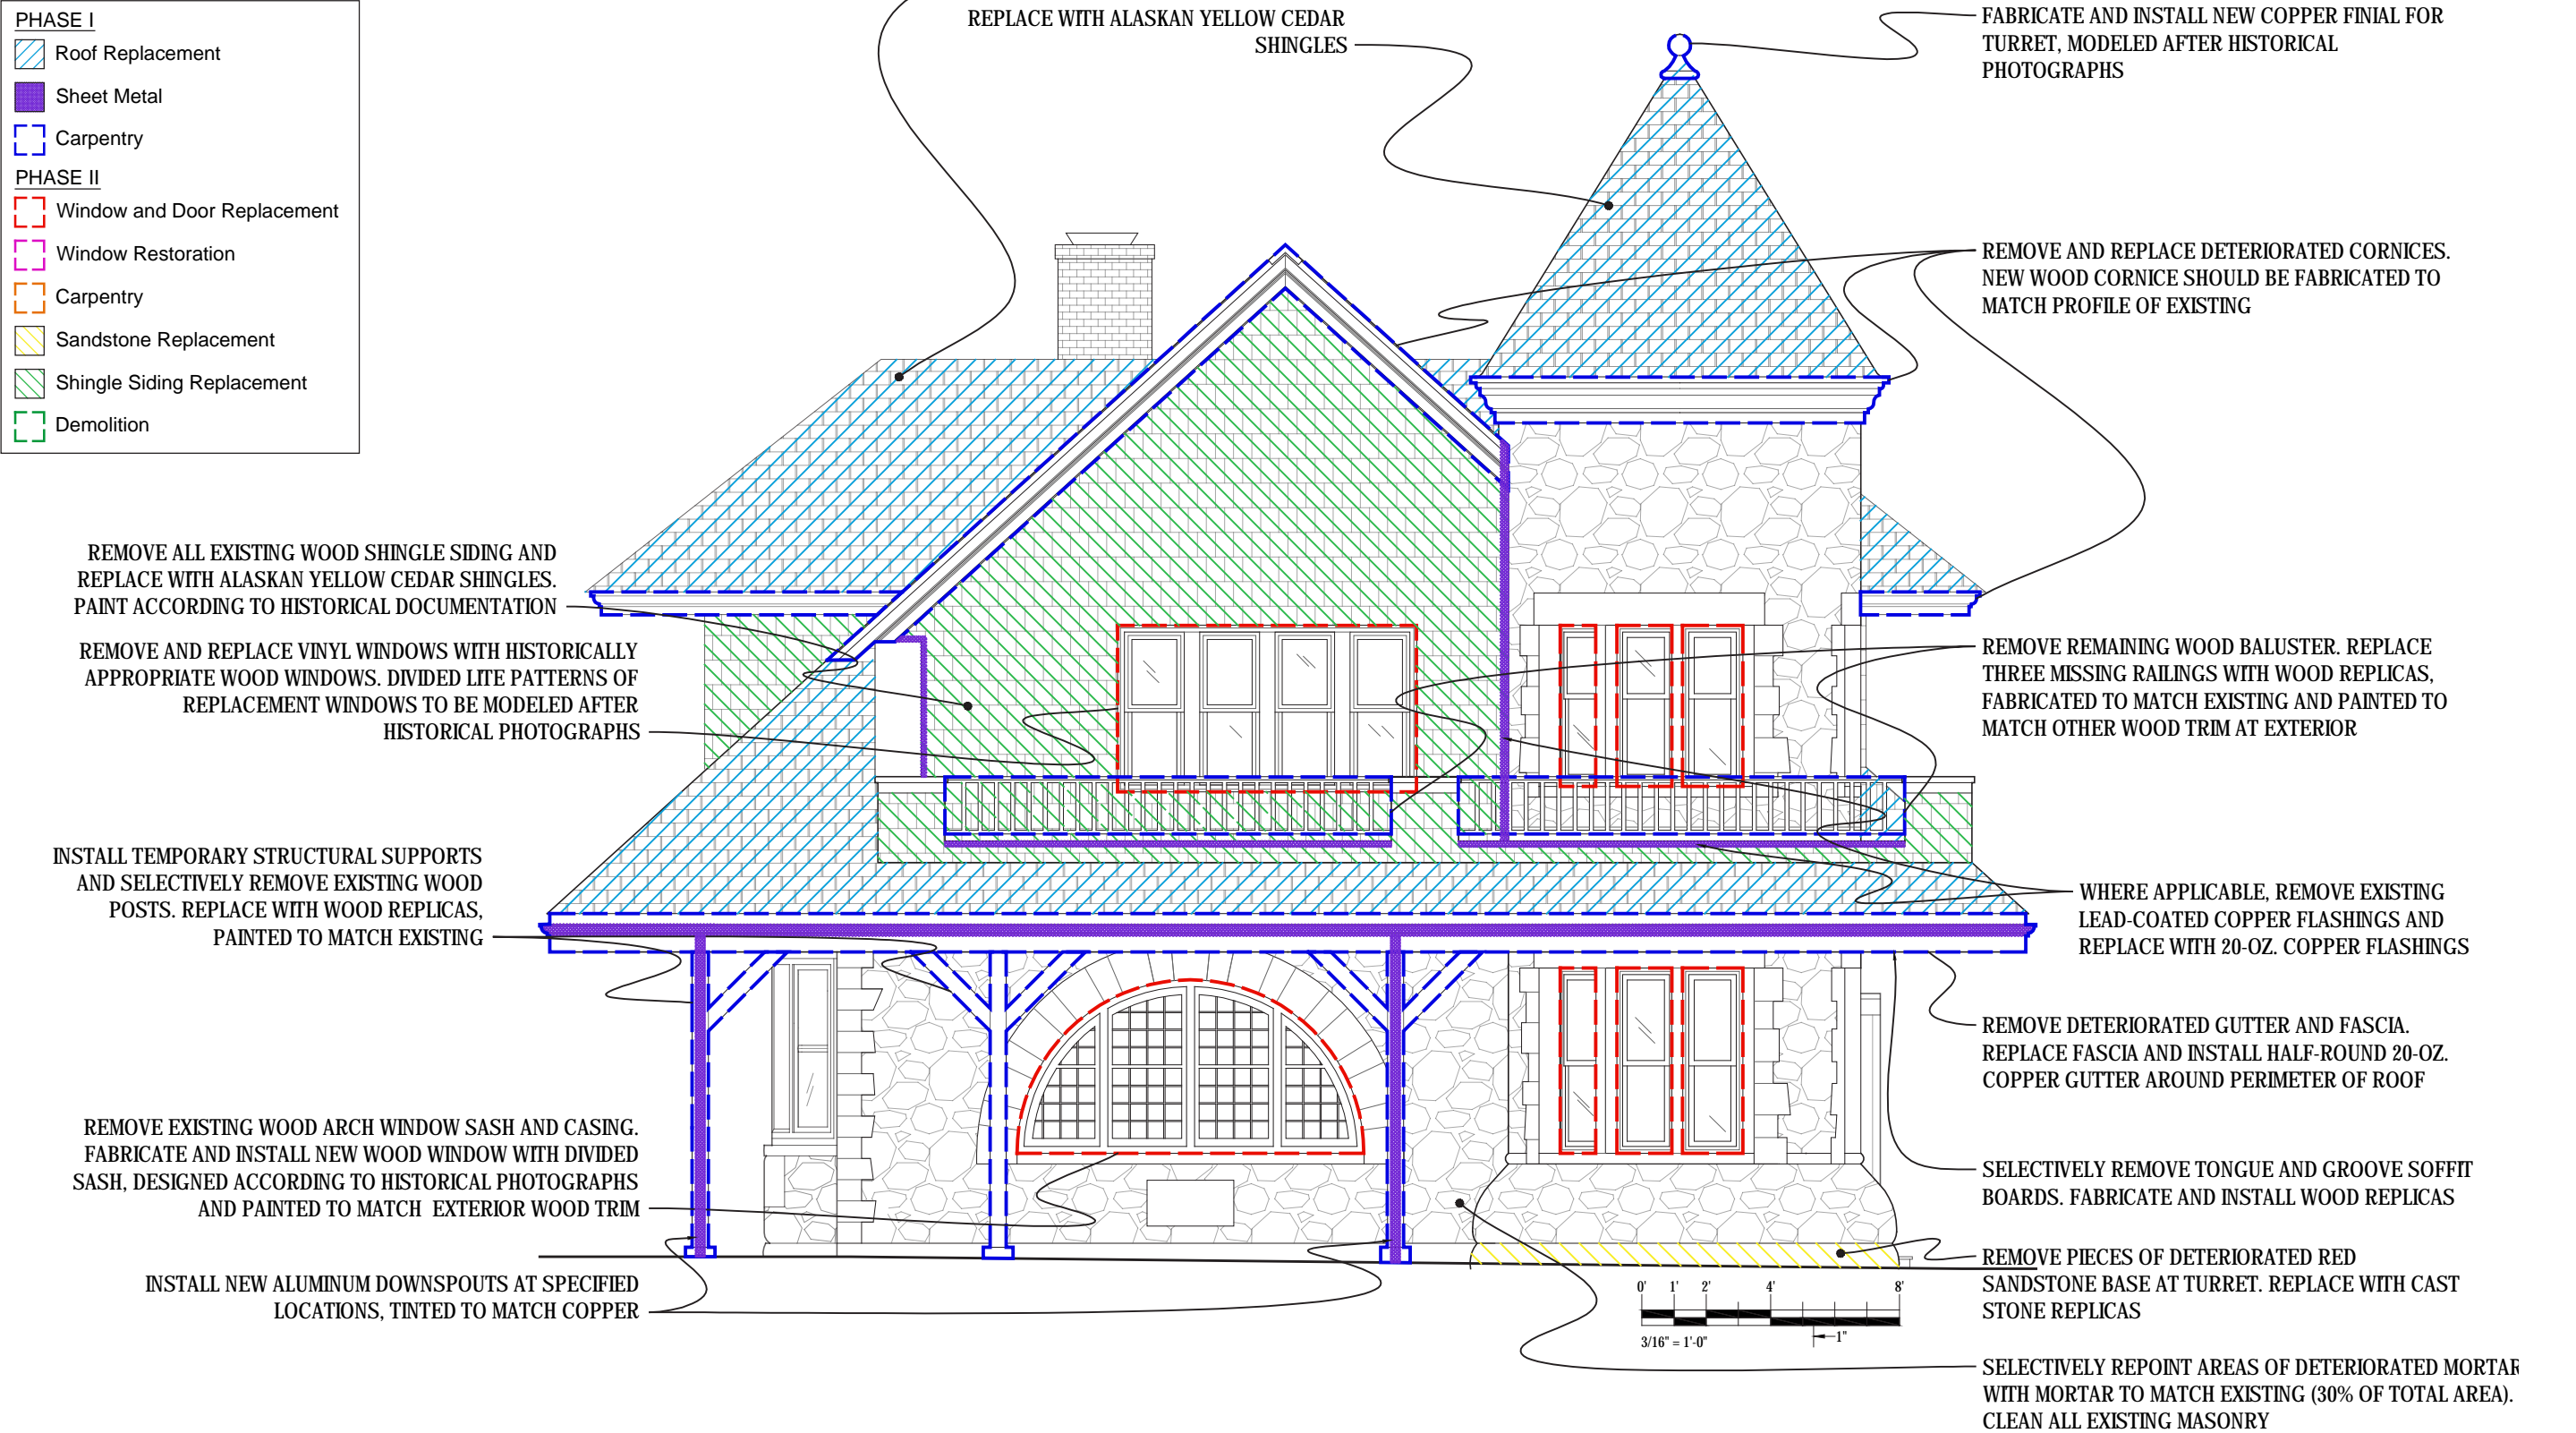 PHASE I
Roof Replacement
Sheet Metal
Carpentry
PHASE II
Window and Door Replacement
Window Restoration
Carpentry
Sandstone Replacement
Shingle Siding Replacement
Demolition
REPLACE WITH ALASKAN YELLOW CEDAR
SHINGLES
FABRICATE AND INSTALL NEW COPPER FINIAL FOR
TURRET, MODELED AFTER HISTORICAL
PHOTOGRAPHS
REMOVE AND REPLACE DETERIORATED CORNICES.
NEW WOOD CORNICE SHOULD BE FABRICATED TO
MATCH PROFILE OF EXISTING
REMOVE ALL EXISTING WOOD SHINGLE SIDING AND
REPLACE WITH ALASKAN YELLOW CEDAR SHINGLES.
PAINT ACCORDING TO HISTORICAL DOCUMENTATION
REMOVE AND REPLACE VINYL WINDOWS WITH HISTORICALLY
APPROPRIATE WOOD WINDOWS. DIVIDED LITE PATTERNS OF
REPLACEMENT WINDOWS TO BE MODELED AFTER
HISTORICAL PHOTOGRAPHS
REMOVE REMAINING WOOD BALUSTER. REPLACE
THREE MISSING RAILINGS WITH WOOD REPLICAS,
FABRICATED TO MATCH EXISTING AND PAINTED TO
MATCH OTHER WOOD TRIM AT EXTERIOR
INSTALL TEMPORARY STRUCTURAL SUPPORTS
AND SELECTIVELY REMOVE EXISTING WOOD
POSTS. REPLACE WITH WOOD REPLICAS,
PAINTED TO MATCH EXISTING
WHERE APPLICABLE, REMOVE EXISTING
LEAD-COATED COPPER FLASHINGS AND
REPLACE WITH 20-OZ. COPPER FLASHINGS
REMOVE DETERIORATED GUTTER AND FASCIA.
REPLACE FASCIA AND INSTALL HALF-ROUND 20-OZ.
COPPER GUTTER AROUND PERIMETER OF ROOF
REMOVE EXISTING WOOD ARCH WINDOW SASH AND CASING.
FABRICATE AND INSTALL NEW WOOD WINDOW WITH DIVIDED
SASH, DESIGNED ACCORDING TO HISTORICAL PHOTOGRAPHS
AND PAINTED TO MATCH EXTERIOR WOOD TRIM
SELECTIVELY REMOVE TONGUE AND GROOVE SOFFIT
BOARDS. FABRICATE AND INSTALL WOOD REPLICAS
INSTALL NEW ALUMINUM DOWNSPOUTS AT SPECIFIED
LOCATIONS, TINTED TO MATCH COPPER
REMOVE PIECES OF DETERIORATED RED
SANDSTONE BASE AT TURRET. REPLACE WITH CAST
STONE REPLICAS
0' 1' 2' 4' 8'
3/16" = 1'-0"
1"
SELECTIVELY REPOINT AREAS OF DETERIORATED MORTAR
WITH MORTAR TO MATCH EXISTING (30% OF TOTAL AREA).
CLEAN ALL EXISTING MASONRY